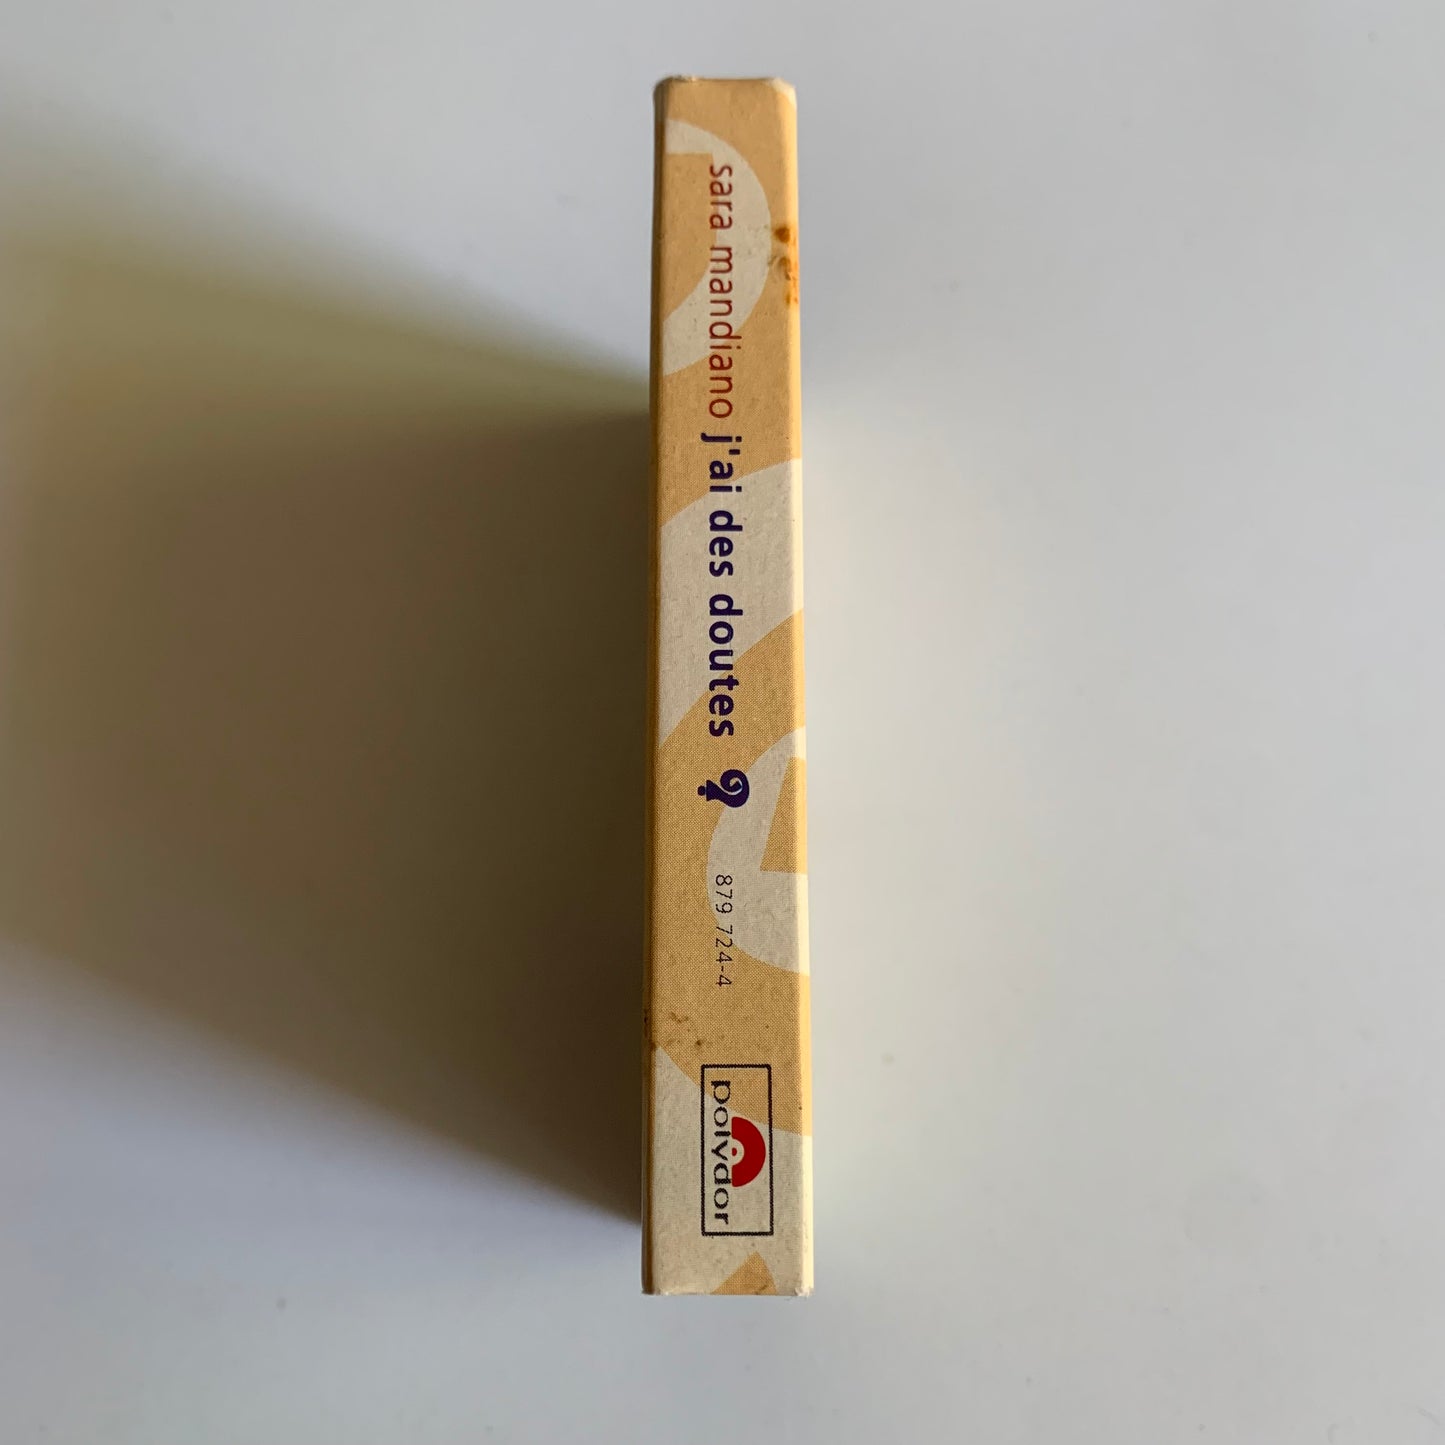 sara mandiano j'ai des doutes ? 879 724-4
polydor